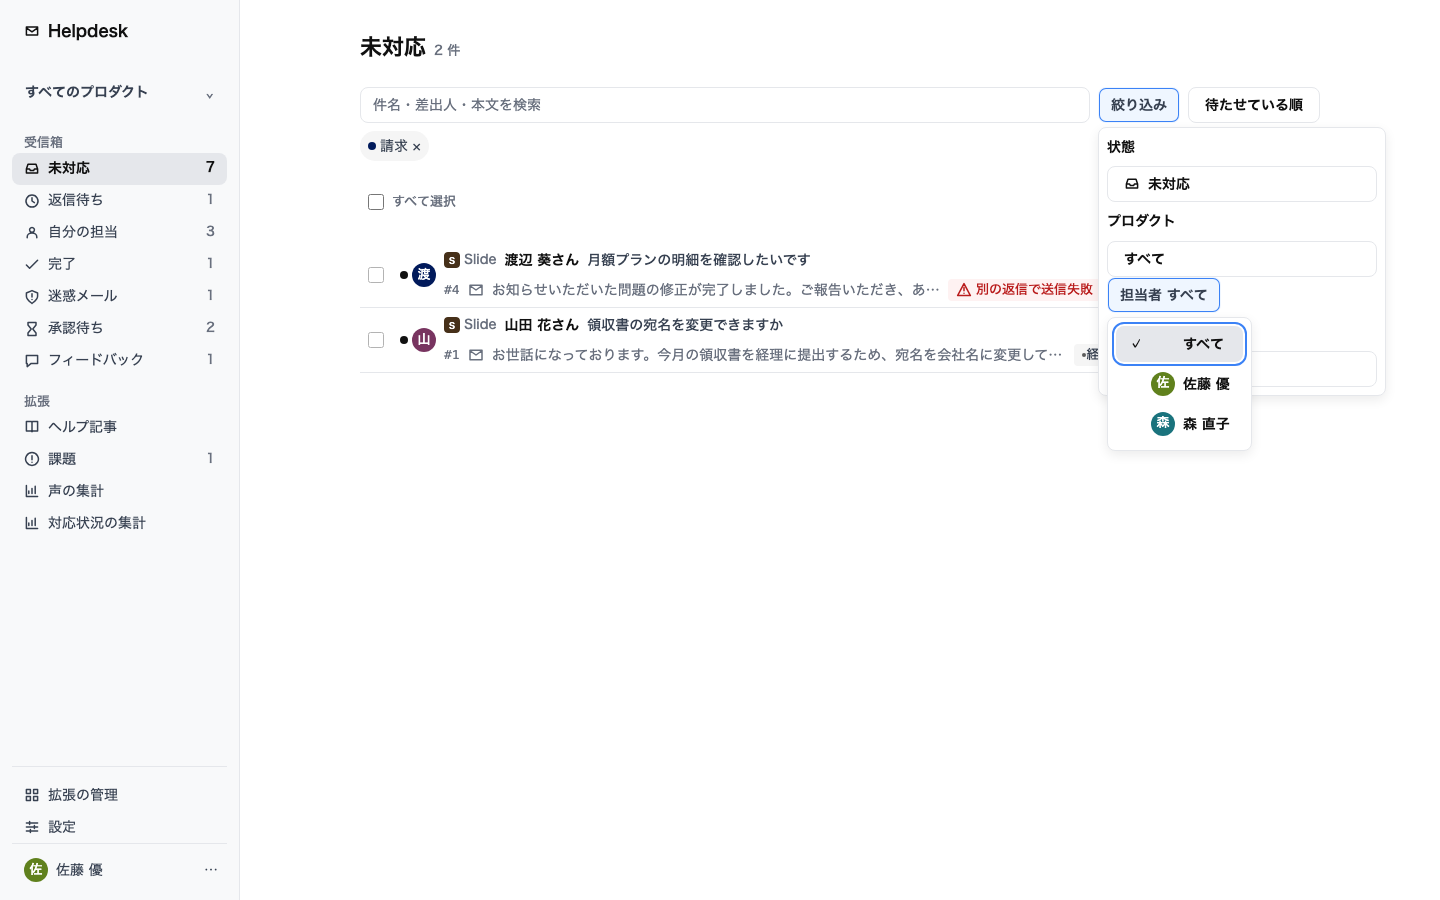 Helpdesk
すべてのプロダクト
受信箱
未対応 7
返信待ち 1
自分の担当 3
完了 1
迷惑メール 1
承認待ち 2
フィードバック 1
拡張
ヘルプ記事
課題 1
声の集計
対応状況の集計
拡張の管理
設定
佐 佐藤 優 ···
未対応 2 件
件名・差出人・本文を検索 絞り込み 待たせている順
請求 ×
すべて選択
渡 s Slide 渡辺 葵さん 月額プランの明細を確認したいです
#4 お知らせいただいた問題の修正が完了しました。ご報告いただき、あ… 別の返信で送信失敗
山 s Slide 山田 花さん 領収書の宛名を変更できますか
#1 お世話になっております。今月の領収書を経理に提出するため、宛名を会社名に変更して… •経
状態
未対応
プロダクト
すべて
担当者 すべて
✓ すべて
佐 佐藤 優
森 森 直子